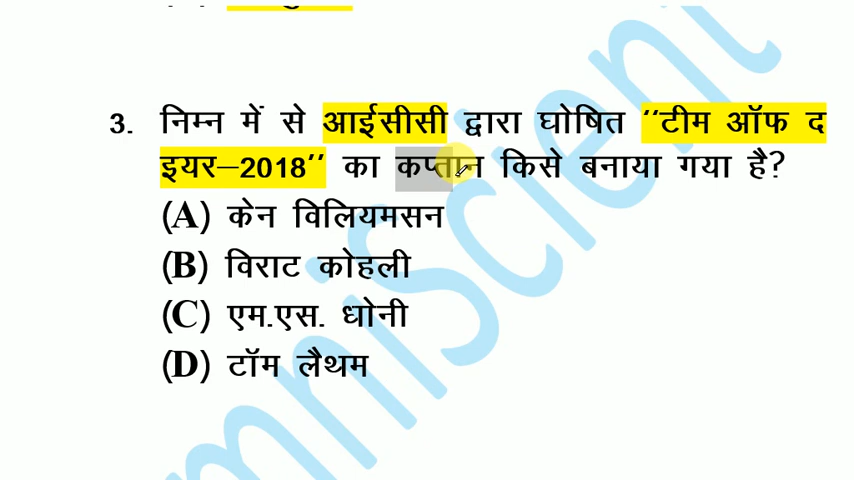 3. निम्न में से आईसीसी द्वारा घोषित ’’टीम ऑफ द
इयर–2018’’ का कप्तान किसे बनाया गया है?
(A) केन विलियमसन
(B) विराट कोहली
(C) एम.एस. धोनी
(D) टॉम लैथम